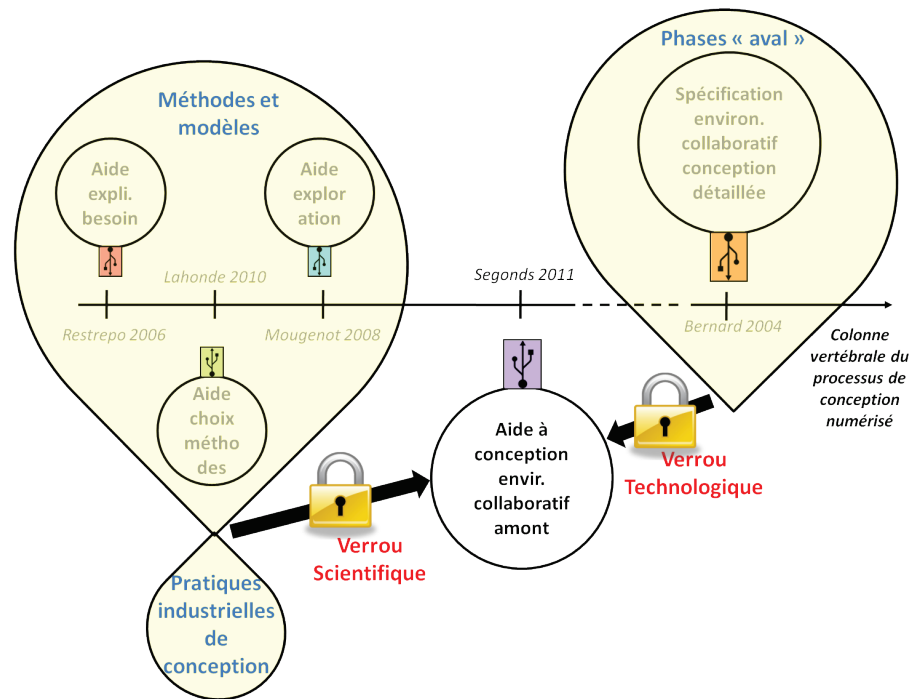 Phases « aval »
Méthodes et
modèles
Spécification
environ.
collaboratif
conception
détaillée
Aide
expli.
besoin
Aide
explor
ation
Lahonde 2010
Segonds 2011
Restrepo 2006
Mougenot 2008
Bernard 2004
Colonne
vertébrale du
processus de
conception
numérisé
Aide
choix
métho
des
Aide à
conception
envir.
collaboratif
amont
Verrou
Technologique
Verrou
Scientifique
Pratiques
industrielles
de
conception